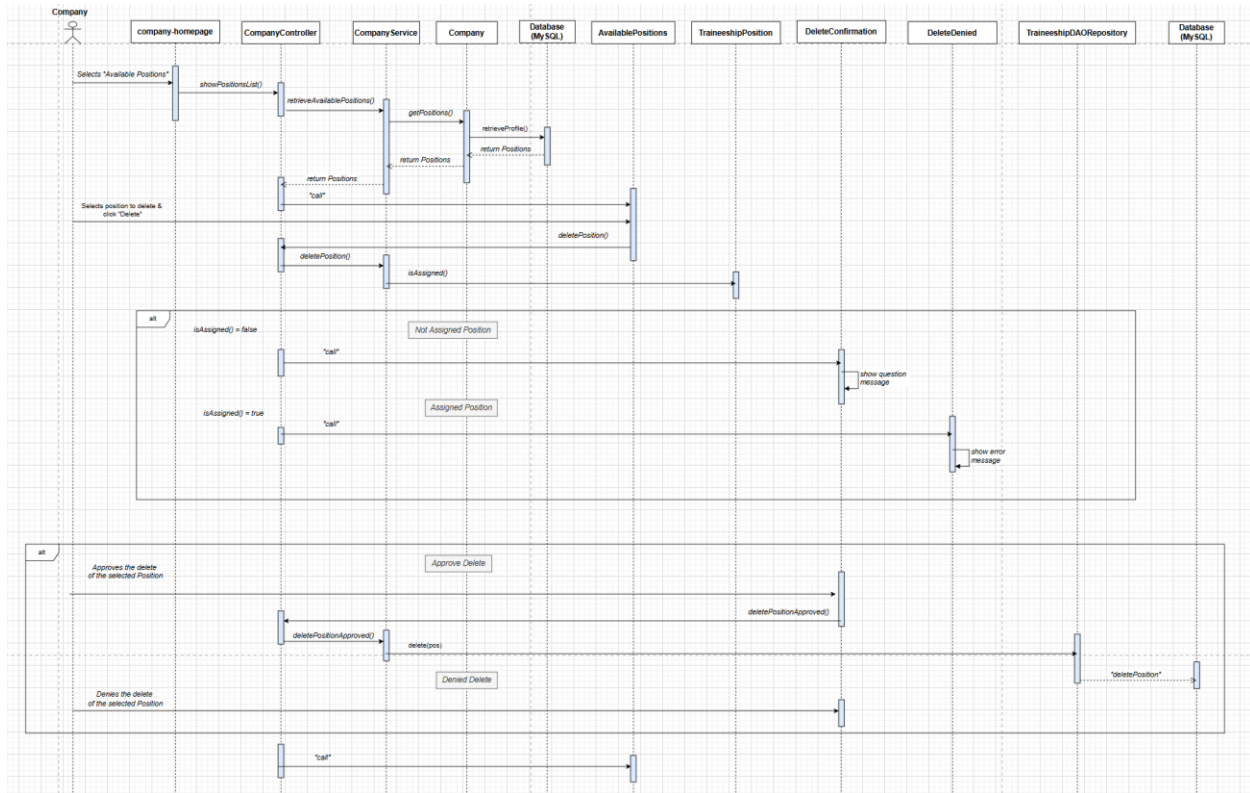 Company
company-homepage
CompanyController
CompanyService
Company
Database
(MySQL)
AvailablePositions
TraineeshipPosition
DeleteConfirmation
DeleteDenied
TraineeshipDAORepository
Database
(MySQL)
Selects "Available Positions"
showPositionsList()
retrieveAvailablePositions()
getPositions()
retrieveProfile()
return Positions
return Positions
return Positions
"call"
Selects position to delete &
click "Delete"
deletePosition()
deletePosition()
isAssigned()
alt
isAssigned() = false
Not Assigned Position
"call"
show question
message
isAssigned() = true
Assigned Position
"call"
show error
message
alt
Approve Delete
Approves the delete
of the selected Position
deletePositionApproved()
deletePositionApproved()
delete(pos)
"deletePosition"
Denied Delete
Denies the delete
of the selected Position
"call"